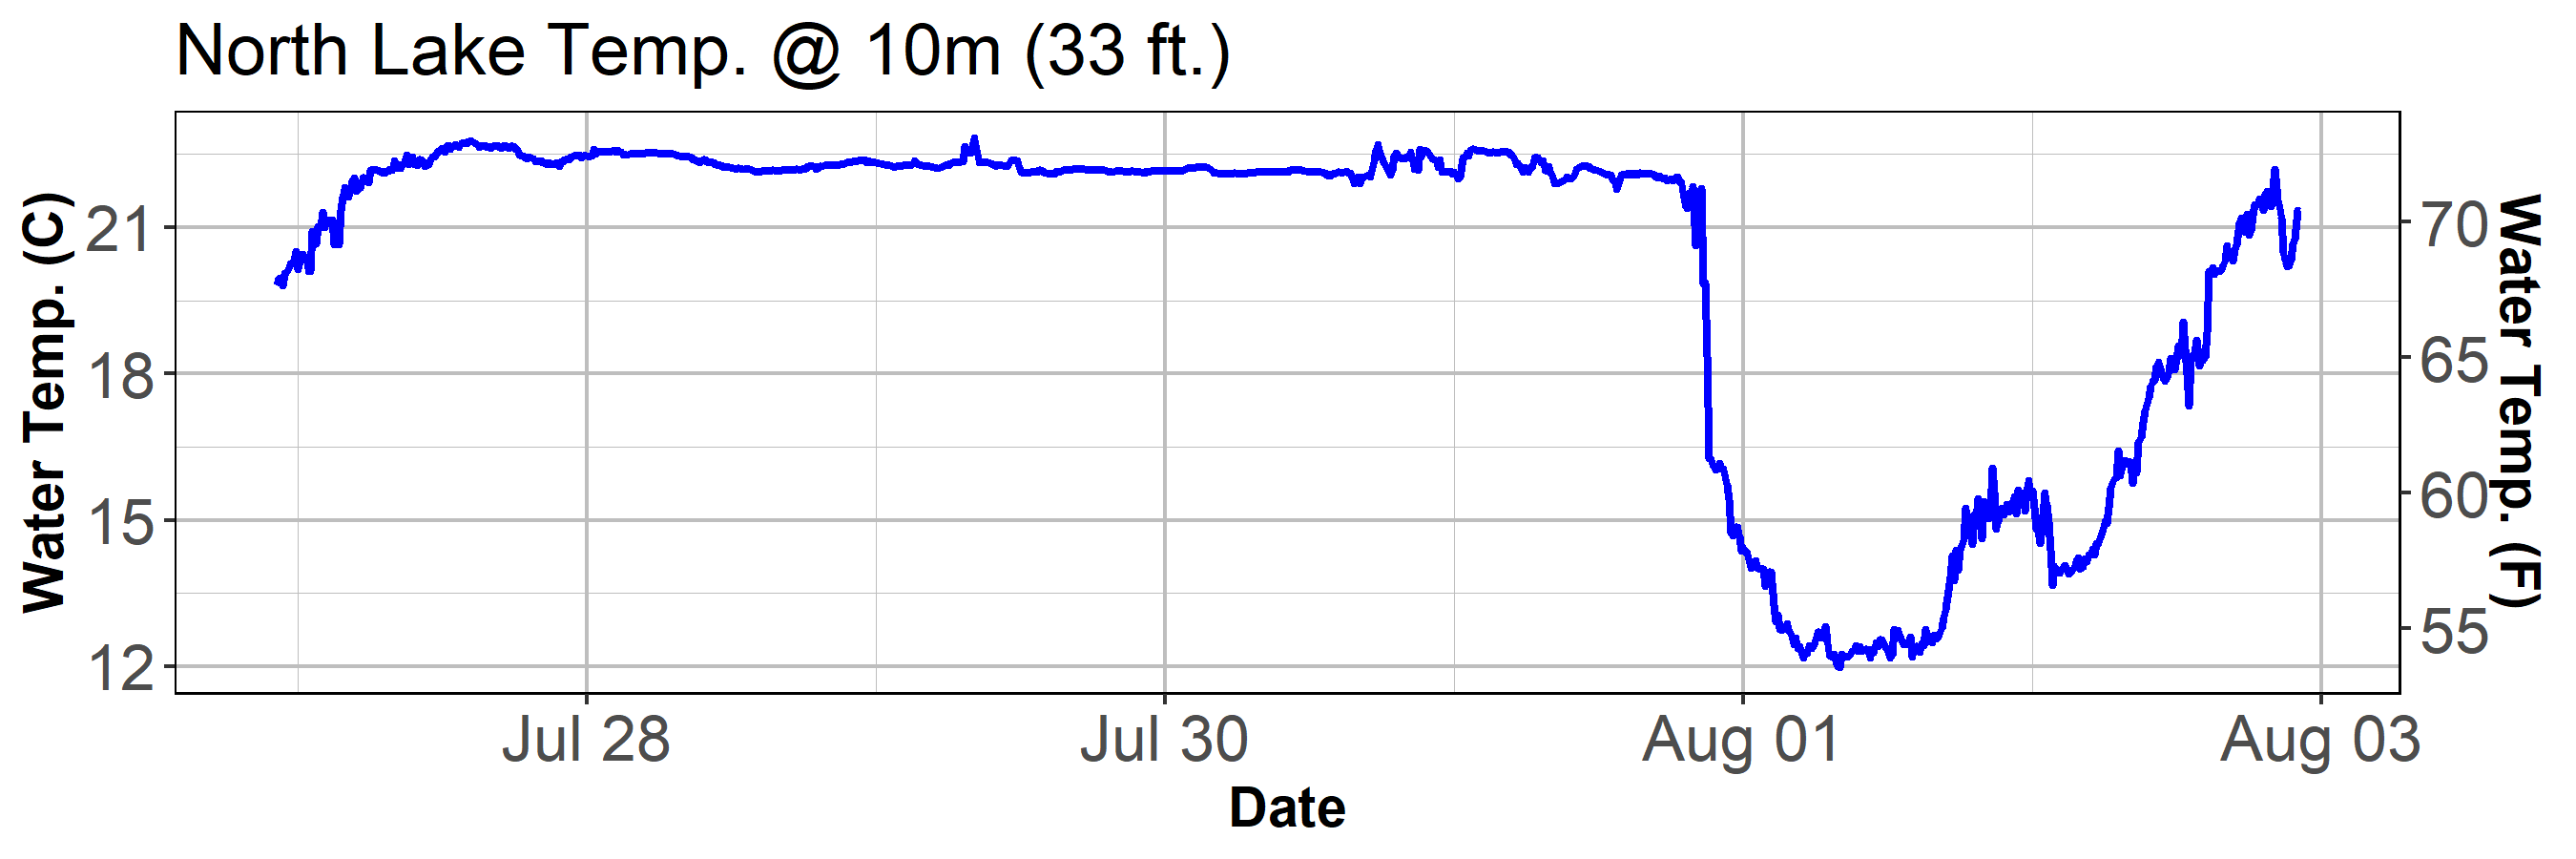 North Lake Temp. @ 10m (33 ft.)
Water Temp. (C)
21
18
15
12
70
65
60
55
Water Temp. (F)
Jul 28
Jul 30
Aug 01
Aug 03
Date